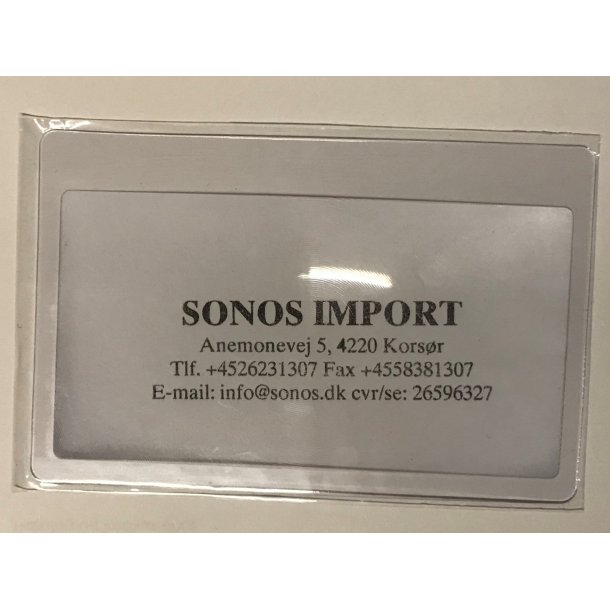 SONOS IMPORT
Anemonevej 5, 4220 Korsør
Tlf. +4526231307 Fax +4558381307
E-mail: info@sonos.dk cvr/se: 26596327